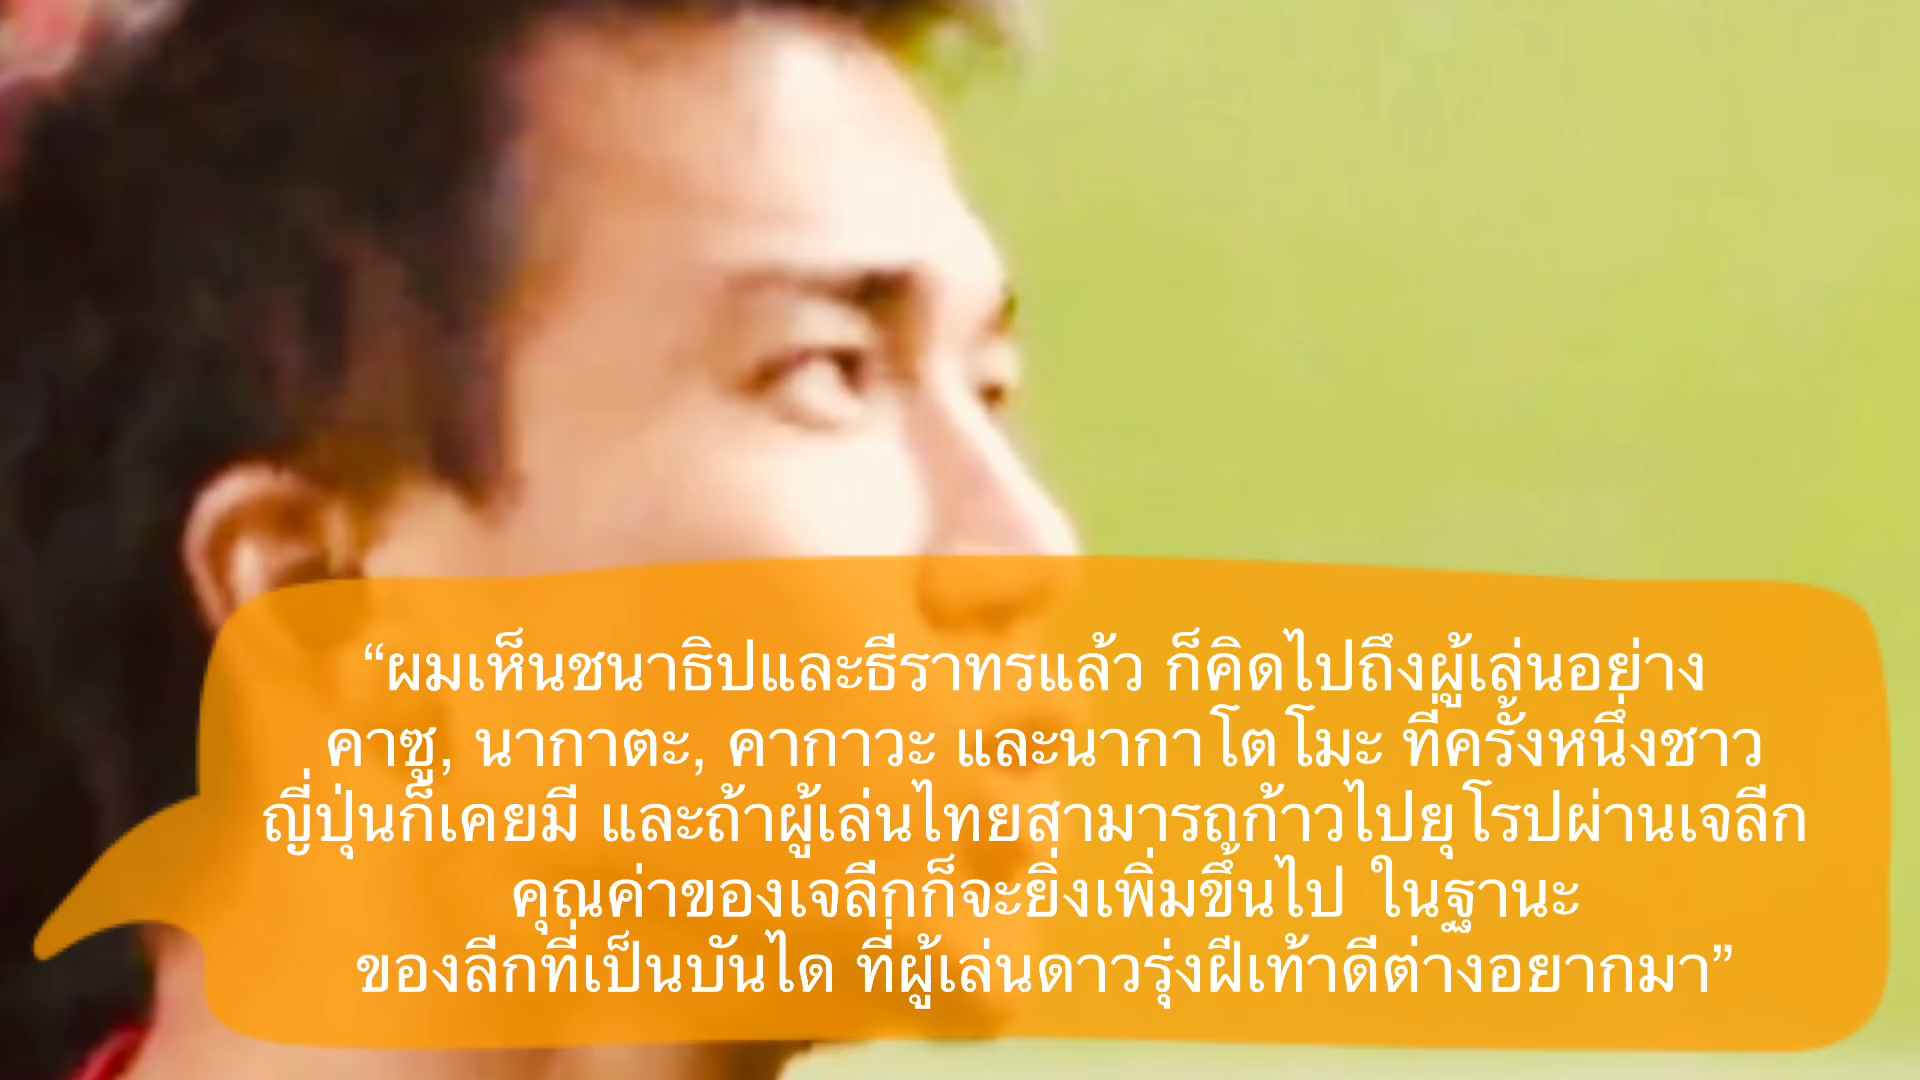 “ผมเห็นชนาธิปและธีราทรแล้ว ก็คิดไปถึงผู้เล่นอย่าง
คาซู, นากาตะ, คากาวะ และนากาโตโมะ ที่ครั้งหนึ่งชาว
ญี่ปุ่นก็เคยมี และถ้าผู้เล่นไทยสามารถก้าวไปยุโรปผ่านเจลีก
คุณค่าของเจลีกก็จะยิ่งเพิ่มขึ้นไป ในฐานะ
ของลีกที่เป็นบันได ที่ผู้เล่นดาวรุ่งฝีเท้าดีต่างอยากมา”